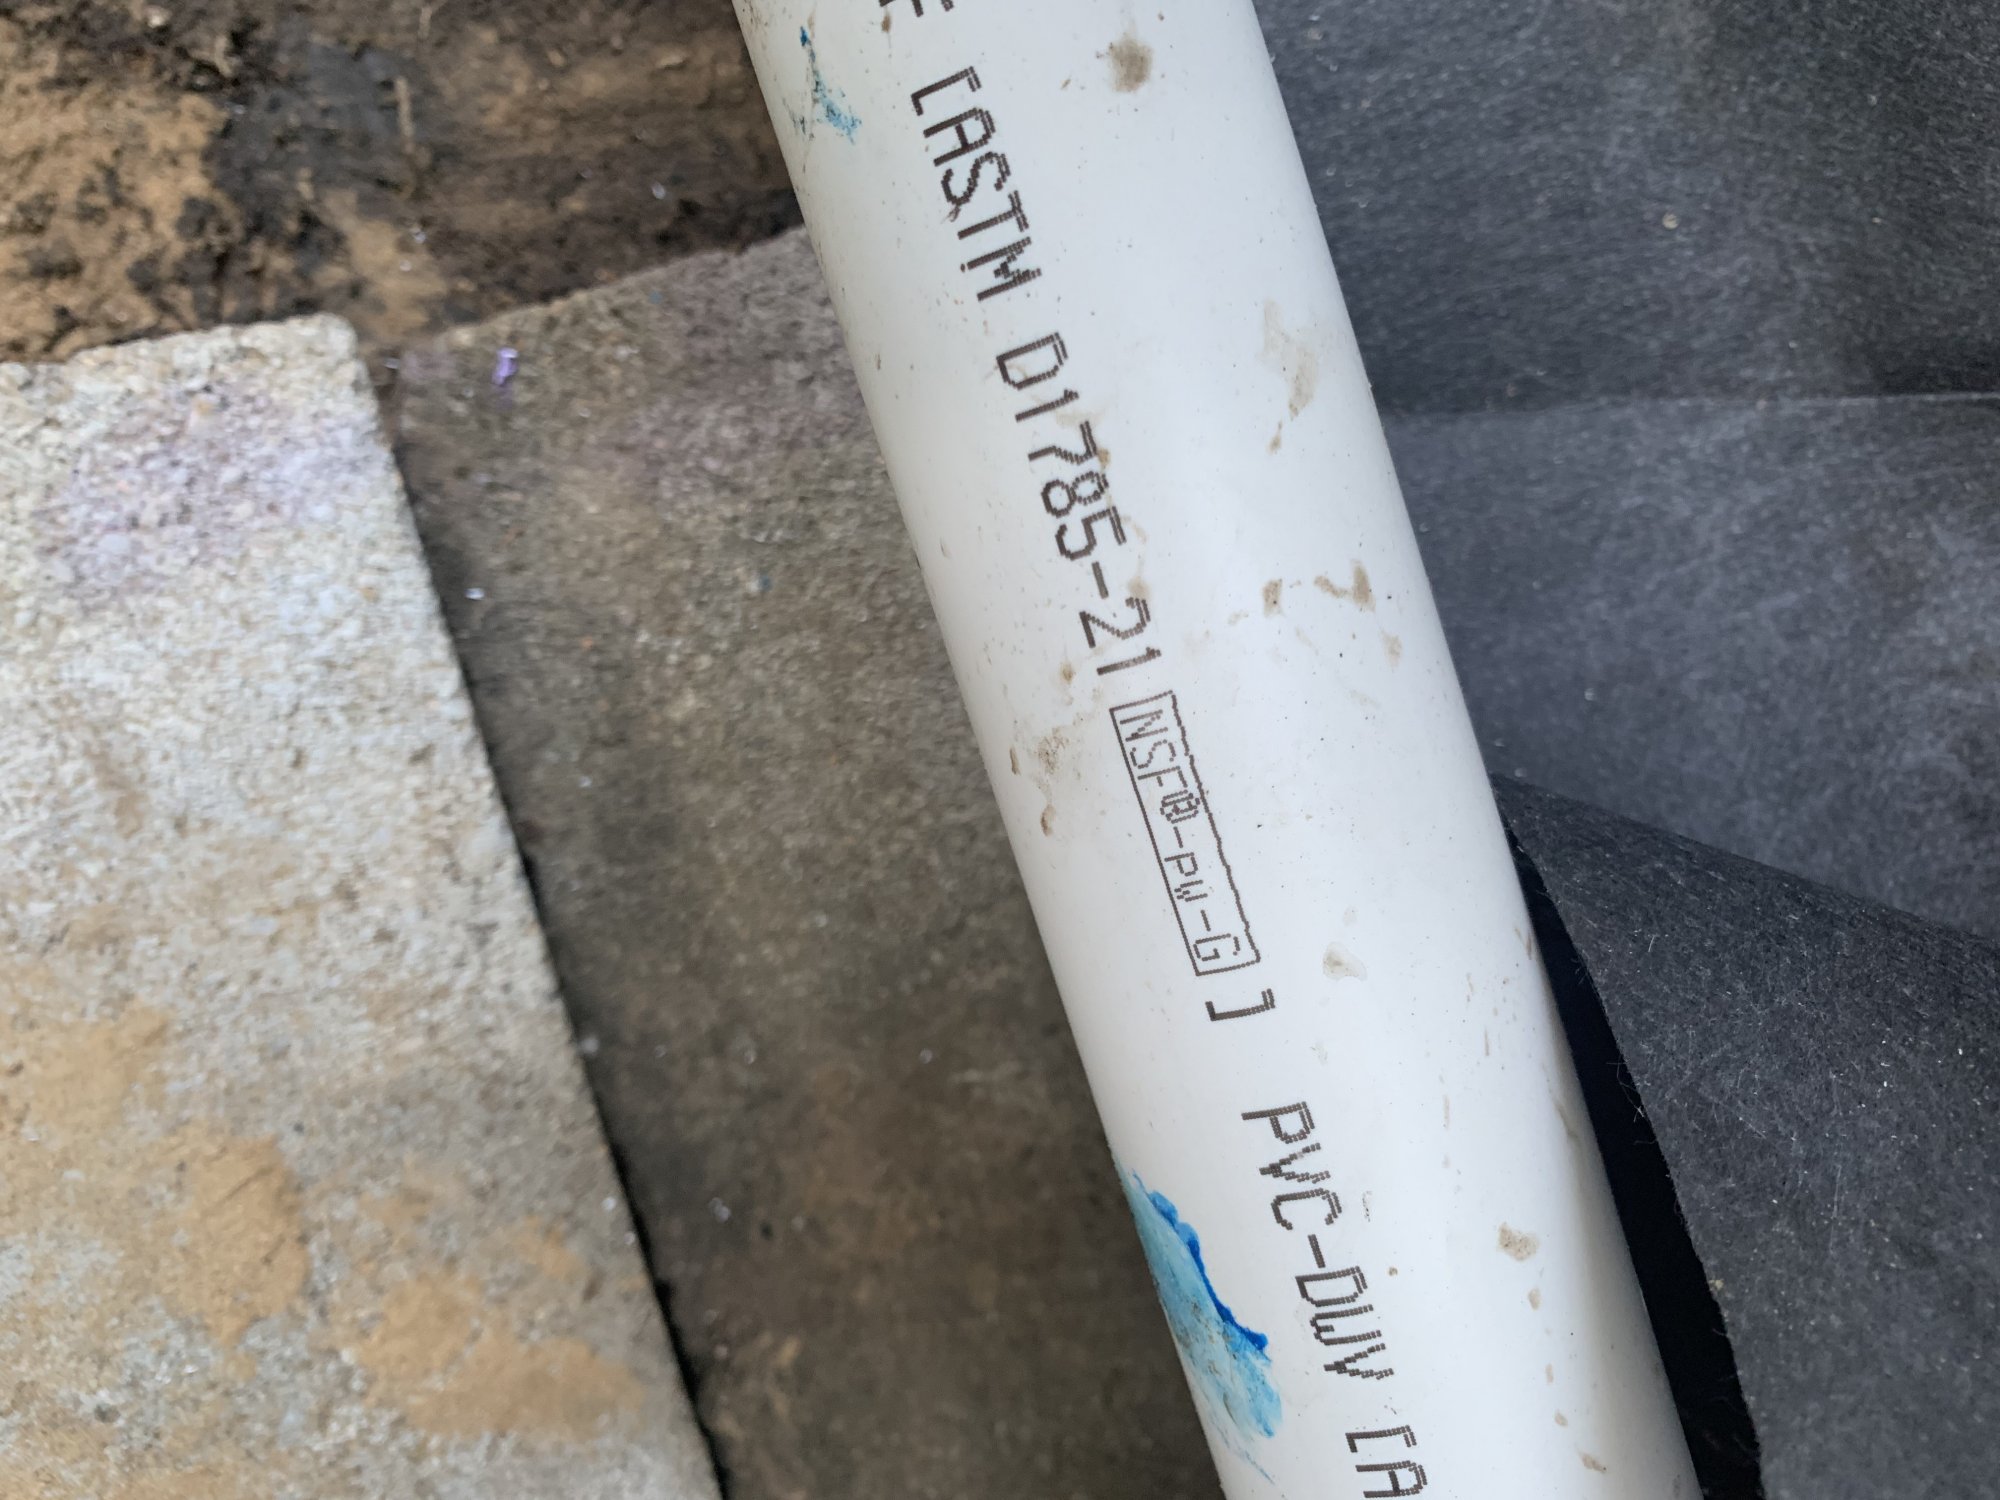 F [ASTM D1785-21 NSF®-pw-G ] PVC-DWV [A